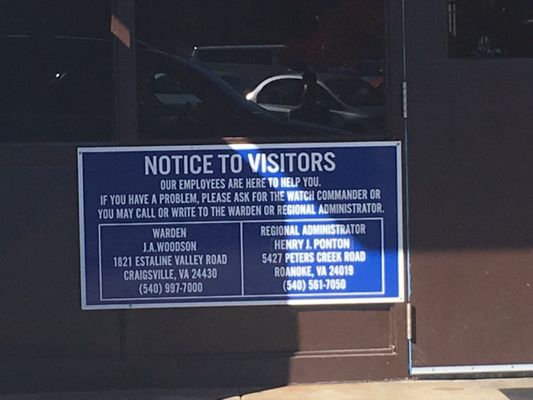 NOTICE TO VISITORS
OUR EMPLOYEES ARE HERE TO HELP YOU.
IF YOU HAVE A PROBLEM, PLEASE ASK FOR THE WATCH COMMANDER OR
YOU MAY CALL OR WRITE TO THE WARDEN OR REGIONAL ADMINISTRATOR.
WARDEN
J.A.WOODSON
1821 ESTALINE VALLEY ROAD
CRAIGSVILLE, VA 24430
(540) 997-7000
REGIONAL ADMINISTRATOR
HENRY J. PONTON
5427 PETERS CREEK ROAD
ROANOKE, VA 24019
(540) 561-7050